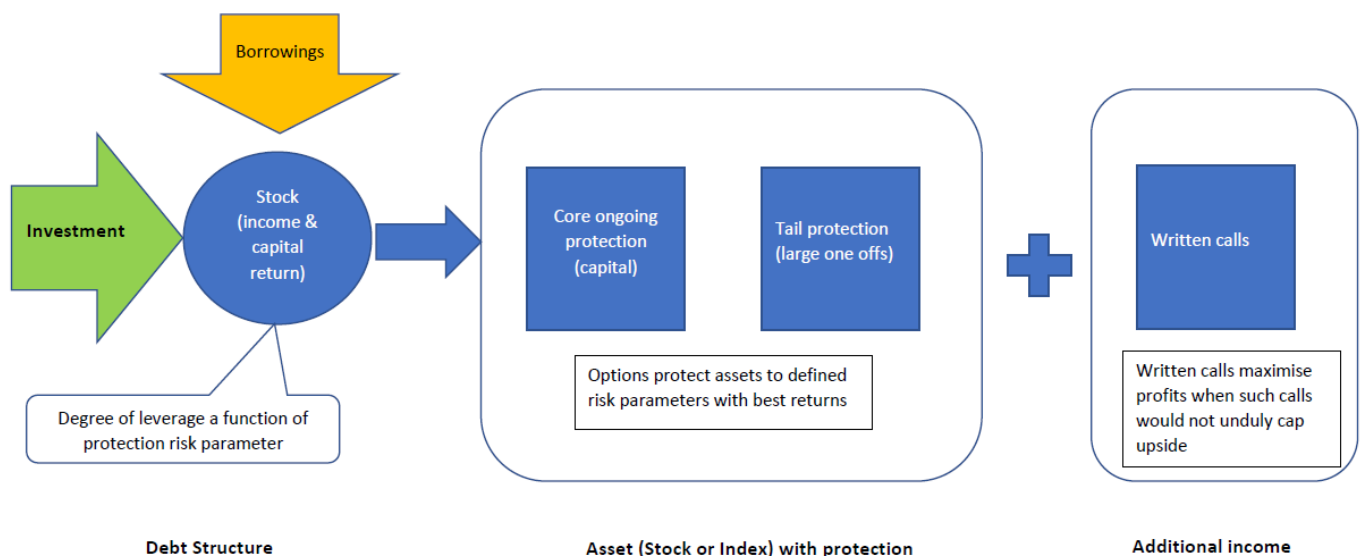 Borrowings
Investment
Stock
(income &
capital
return)
Degree of leverage a function of
protection risk parameter
Core ongoing
protection
(capital)
Tail protection
(large one offs)
Options protect assets to defined
risk parameters with best returns
Written calls
Written calls maximise
profits when such calls
would not unduly cap
upside
Debt Structure
Asset (Stock or Index) with protection
Additional income